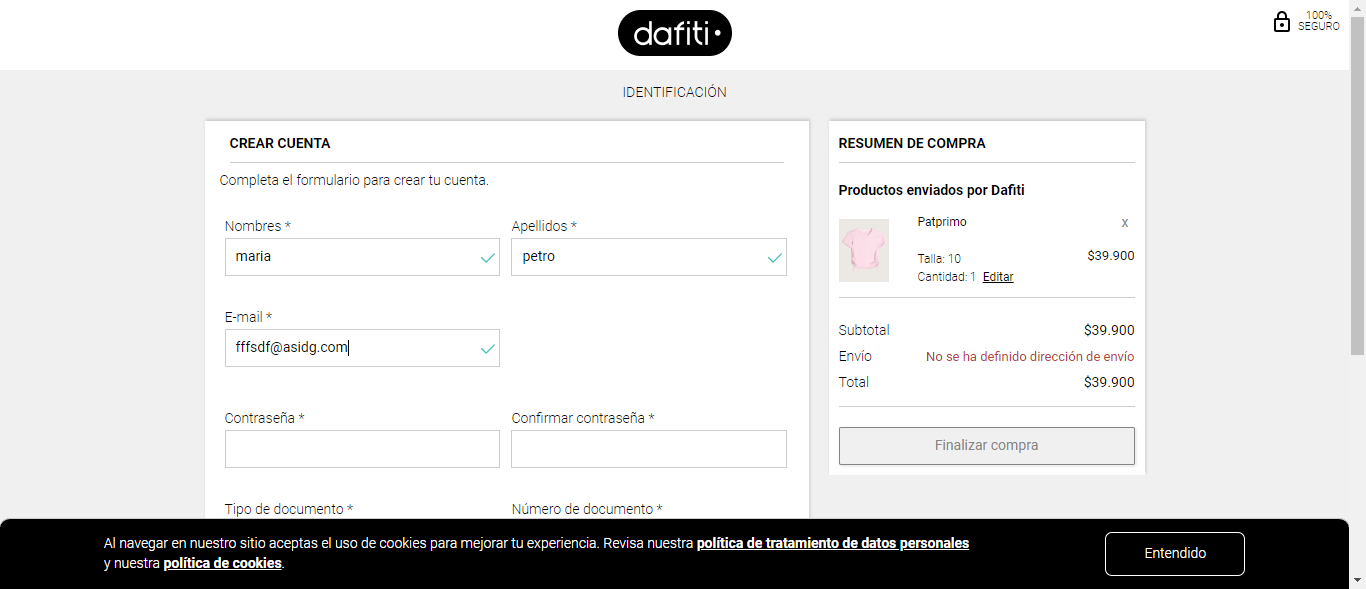 dafiti
100%
SEGURO
IDENTIFICACIÓN
CREAR CUENTA
Completa el formulario para crear tu cuenta.
Nombres *
Apellidos *
maria
petro
E-mail *
fffsdf@asidg.com
Contraseña *
Confirmar contraseña *
Tipo de documento *
Número de documento *
RESUMEN DE COMPRA
Productos enviados por Dafiti
Patprimo
x
Talla: 10
$39.900
Cantidad: 1 Editar
Subtotal
$39.900
Envío
No se ha definido dirección de envío
Total
$39.900
Finalizar compra
Al navegar en nuestro sitio aceptas el uso de cookies para mejorar tu experiencia. Revisa nuestra política de tratamiento de datos personales
y nuestra política de cookies.
Entendido